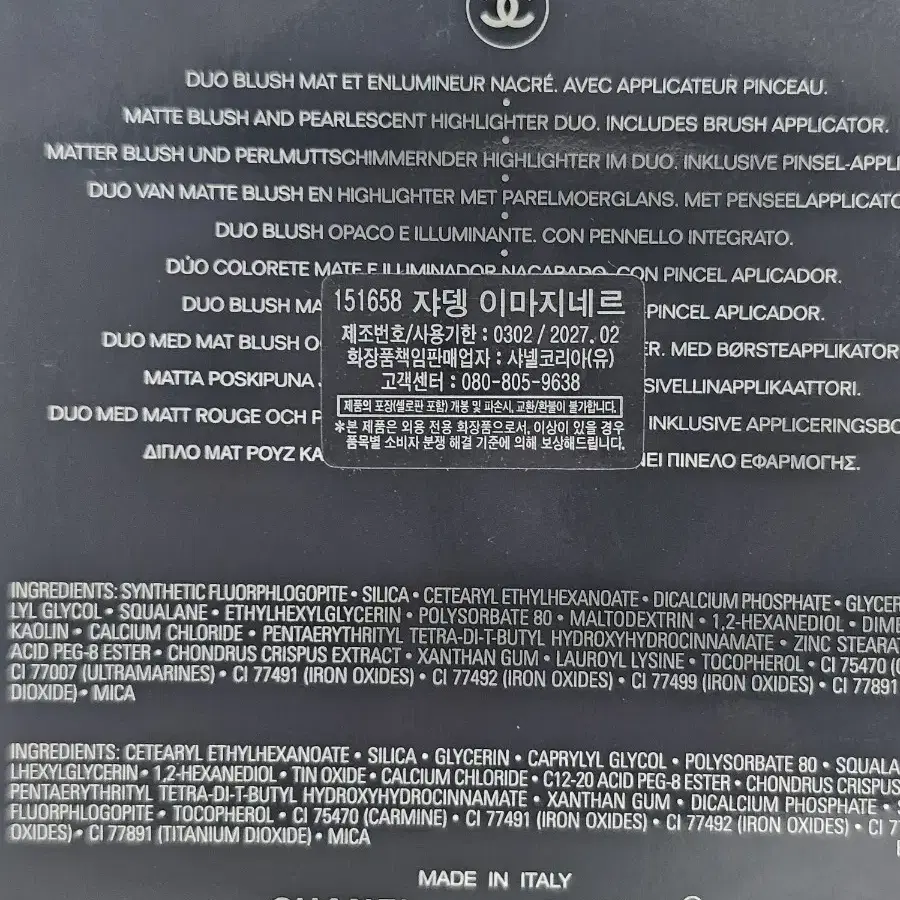 DUO BLUSH MAT ET ENLUMINEUR NACRÉ. AVEC APPLICATEUR PINCEAU.
MATTE BLUSH AND PEARLESCENT HIGHLIGHTER DUO. INCLUDES BRUSH APPLICATOR.
MATTER BLUSH UND PERLMUTTSCHIMMERNDER HIGHLIGHTER IM DUO. INKLUSIVE PINSEL-APPLI
DUO VAN MATTE BLUSH EN HIGHLIGHTER MET PARELMOERGLANS. MET PENSEELAPPLICATO
DUO BLUSH OPACO E ILLUMINANTE. CON PENNELLO INTEGRATO.
DÚO COLORETE MATE E ILUMINADOR NACARADO. CON PINCEL APLICADOR.
DUO BLUSH MA PINCEL APLICADOR.
DUO MED MAT BLUSH O ER. MED BØRSTEAPPLIKATOR
MATTA POSKIPUNA SIVELLINAPPLIKAATTORI.
DUO MED MATT ROUGE OCH P INKLUSIVE APPLICERINGSBO
ΔΙΠΛΟ ΜΑΤ ΡΟΥΖ ΚΑ ΝΕΙ ΠΙΝΕΛΟ ΕΦΑΡΜΟΓΗΣ.
151658 쟈뎅 이마지네르
제조번호/사용기한 : 0302 / 2027. 02
화장품책임판매업자 : 샤넬코리아(유)
고객센터 : 080-805-9638
제품의 포장(셀로판 포함) 개봉 및 파손시, 교환/환불이 불가합니다.
*본 제품은 외용 전용 화장품으로서, 이상이 있을 경우
품목별 소비자 분쟁 해결 기준에 의해 보상해드립니다.
INGREDIENTS: SYNTHETIC FLUORPHLOGOPITE • SILICA • CETEARYL ETHYLHEXANOATE • DICALCIUM PHOSPHATE • GLYCER
LYL GLYCOL • SQUALANE • ETHYLHEXYLGLYCERIN • POLYSORBATE 80 • MALTODEXTRIN • 1,2-HEXANEDIOL • DIME
KAOLIN • CALCIUM CHLORIDE • PENTAERYTHRITYL TETRA-DI-T-BUTYL HYDROXYHYDROCINNAMATE • ZINC STEARAT
ACID PEG-8 ESTER • CHONDRUS CRISPUS EXTRACT • XANTHAN GUM • LAUROYL LYSINE • TOCOPHEROL • CI 75470 (C
CI 77007 (ULTRAMARINES) • CI 77491 (IRON OXIDES) • CI 77492 (IRON OXIDES) • CI 77499 (IRON OXIDES) • CI 77891
DIOXIDE) • MICA
INGREDIENTS: CETEARYL ETHYLHEXANOATE • SILICA • GLYCERIN • CAPRYLYL GLYCOL • POLYSORBATE 80 • SQUALA
LHEXYLGLYCERIN • 1,2-HEXANEDIOL • TIN OXIDE • CALCIUM CHLORIDE • C12-20 ACID PEG-8 ESTER • CHONDRUS CRISPUS
PENTAERYTHRITYL TETRA-DI-T-BUTYL HYDROXYHYDROCINNAMATE • XANTHAN GUM • DICALCIUM PHOSPHATE • S
FLUORPHLOGOPITE • TOCOPHEROL • CI 75470 (CARMINE) • CI 77491 (IRON OXIDES) • CI 77492 (IRON OXIDES) • CI 7
OXIDES) • CI 77891 (TITANIUM DIOXIDE) • MICA
MADE IN ITALY